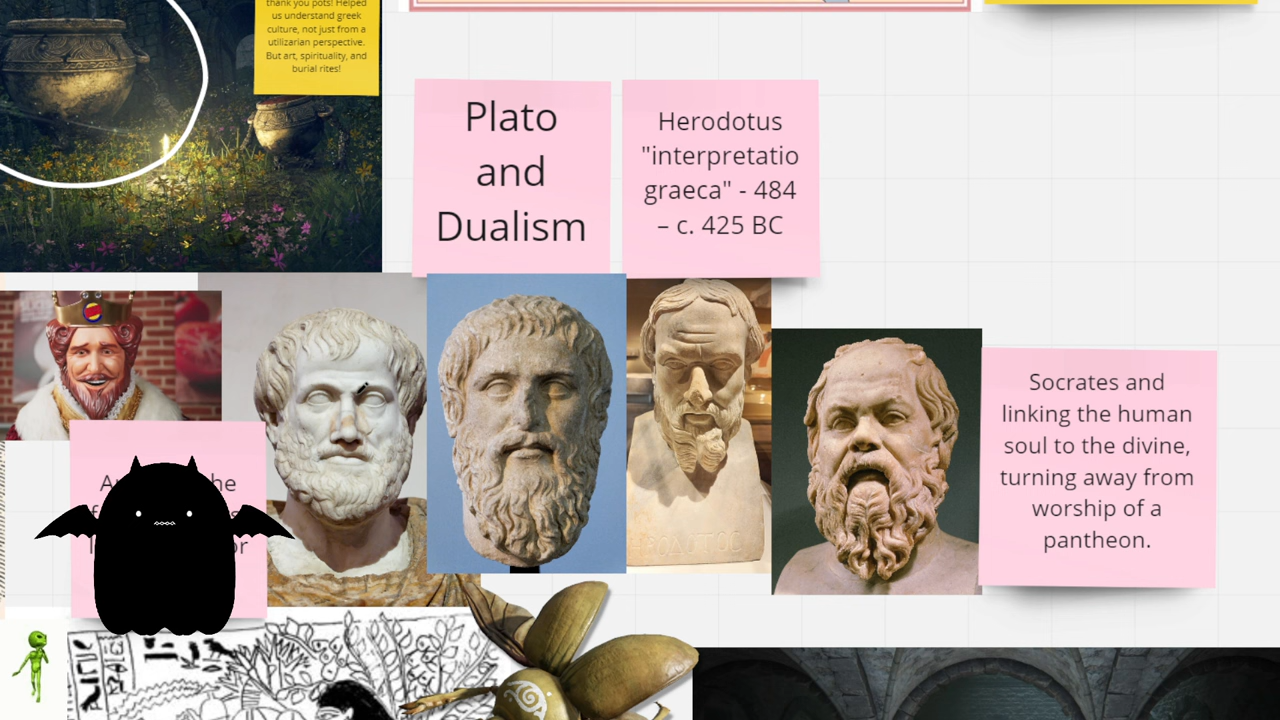 thank you pots! Helped
us understand greek
culture, not just from a
utilizarian perspective.
But art, spirituality, and
burial rites!
Plato
and
Dualism
Herodotus
"interpretatio
graeca" - 484
– c. 425 BC
Socrates and
linking the human
soul to the divine,
turning away from
worship of a
pantheon.